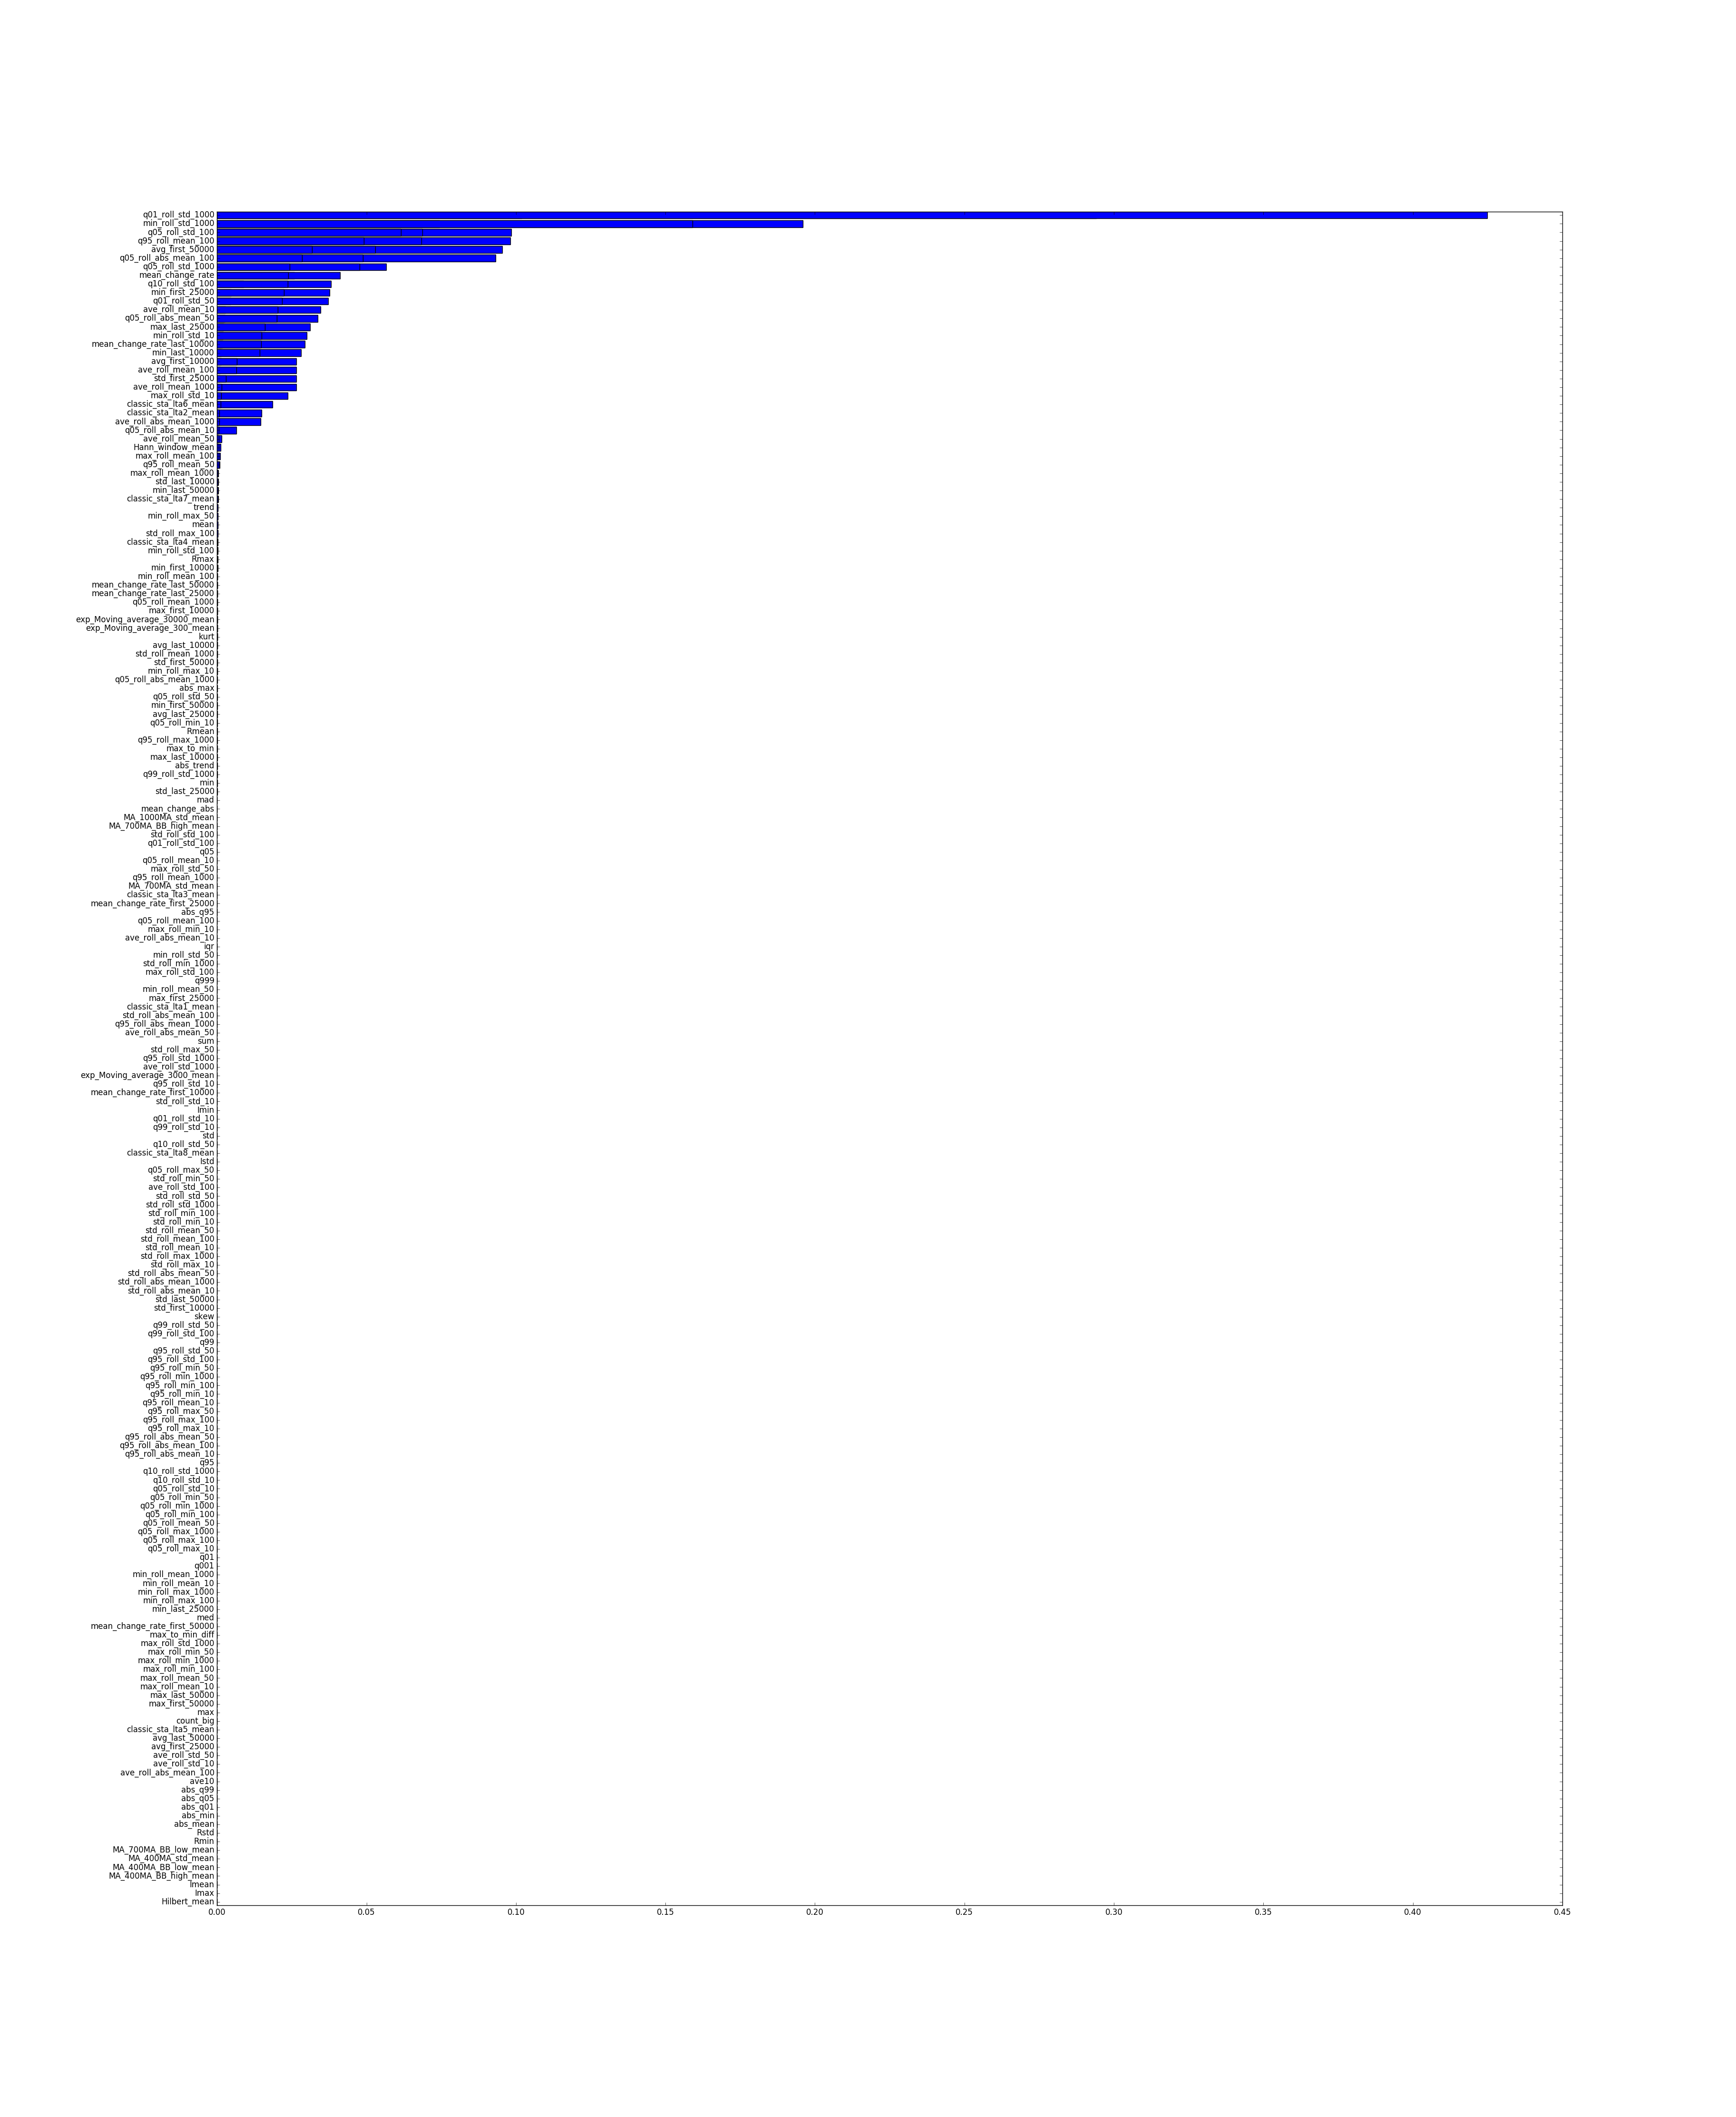 q01_roll_std_1000
min_roll_std_1000
q05_roll_std_100
q95_roll_mean_100
avg_first_50000
q05_roll_abs_mean_100
q05_roll_std_1000
mean_change_rate
q10_roll_std_100
min_first_25000
q01_roll_std_50
ave_roll_mean_10
q05_roll_abs_mean_50
max_last_25000
min_roll_std_10
mean_change_rate_last_10000
min_last_10000
avg_first_10000
ave_roll_mean_100
std_first_25000
ave_roll_mean_1000
max_roll_std_10
classic_sta_lta6_mean
classic_sta_lta2_mean
ave_roll_abs_mean_1000
q05_roll_abs_mean_10
ave_roll_mean_50
Hann_window_mean
max_roll_mean_100
q95_roll_mean_50
max_roll_mean_1000
std_last_10000
min_last_50000
classic_sta_lta7_mean
trend
min_roll_max_50
mean
std_roll_max_100
classic_sta_lta4_mean
min_roll_std_100
Rmax
min_first_10000
min_roll_mean_100
mean_change_rate_last_50000
mean_change_rate_last_25000
q05_roll_mean_1000
max_first_10000
exp_Moving_average_30000_mean
exp_Moving_average_300_mean
kurt
avg_last_10000
std_roll_mean_1000
std_first_50000
min_roll_max_10
q05_roll_abs_mean_1000
abs_max
q05_roll_std_50
min_first_50000
avg_last_25000
q05_roll_min_10
Rmean
q95_roll_max_1000
max_to_min
max_last_10000
abs_trend
q99_roll_std_1000
min
std_last_25000
mad
mean_change_abs
MA_1000MA_std_mean
MA_700MA_BB_high_mean
std_roll_std_100
q01_roll_std_100
q05
q05_roll_mean_10
max_roll_std_50
q95_roll_mean_1000
MA_700MA_std_mean
classic_sta_lta3_mean
mean_change_rate_first_25000
abs_q95
q05_roll_mean_100
max_roll_min_10
ave_roll_abs_mean_10
iqr
min_roll_std_50
std_roll_min_1000
max_roll_std_100
q999
min_roll_mean_50
max_first_25000
classic_sta_lta1_mean
std_roll_abs_mean_100
q95_roll_abs_mean_1000
ave_roll_abs_mean_50
sum
std_roll_max_50
q95_roll_std_1000
ave_roll_std_1000
exp_Moving_average_3000_mean
q95_roll_std_10
mean_change_rate_first_10000
std_roll_std_10
Imin
q01_roll_std_10
q99_roll_std_10
std
q10_roll_std_50
classic_sta_lta8_mean
Istd
q05_roll_max_50
std_roll_min_50
ave_roll_std_100
std_roll_std_50
std_roll_std_1000
std_roll_min_100
std_roll_min_10
std_roll_mean_50
std_roll_mean_100
std_roll_mean_10
std_roll_max_1000
std_roll_max_10
std_roll_abs_mean_50
std_roll_abs_mean_1000
std_roll_abs_mean_10
std_last_50000
std_first_10000
skew
q99_roll_std_50
q99_roll_std_100
q99
q95_roll_std_50
q95_roll_std_100
q95_roll_min_50
q95_roll_min_1000
q95_roll_min_100
q95_roll_min_10
q95_roll_mean_10
q95_roll_max_50
q95_roll_max_100
q95_roll_max_10
q95_roll_abs_mean_50
q95_roll_abs_mean_100
q95_roll_abs_mean_10
q95
q10_roll_std_1000
q10_roll_std_10
q05_roll_std_10
q05_roll_min_50
q05_roll_min_1000
q05_roll_min_100
q05_roll_mean_50
q05_roll_max_1000
q05_roll_max_100
q05_roll_max_10
q01
q001
min_roll_mean_1000
min_roll_mean_10
min_roll_max_1000
min_roll_max_100
min_last_25000
med
mean_change_rate_first_50000
max_to_min_diff
max_roll_std_1000
max_roll_min_50
max_roll_min_1000
max_roll_min_100
max_roll_mean_50
max_roll_mean_10
max_last_50000
max_first_50000
max
count_big
classic_sta_lta5_mean
avg_last_50000
avg_first_25000
ave_roll_std_50
ave_roll_std_10
ave_roll_abs_mean_100
ave10
abs_q99
abs_q05
abs_q01
abs_min
abs_mean
Rstd
Rmin
MA_700MA_BB_low_mean
MA_400MA_std_mean
MA_400MA_BB_low_mean
MA_400MA_BB_high_mean
Imean
Imax
Hilbert_mean
0.00 0.05 0.10 0.15 0.20 0.25 0.30 0.35 0.40 0.45